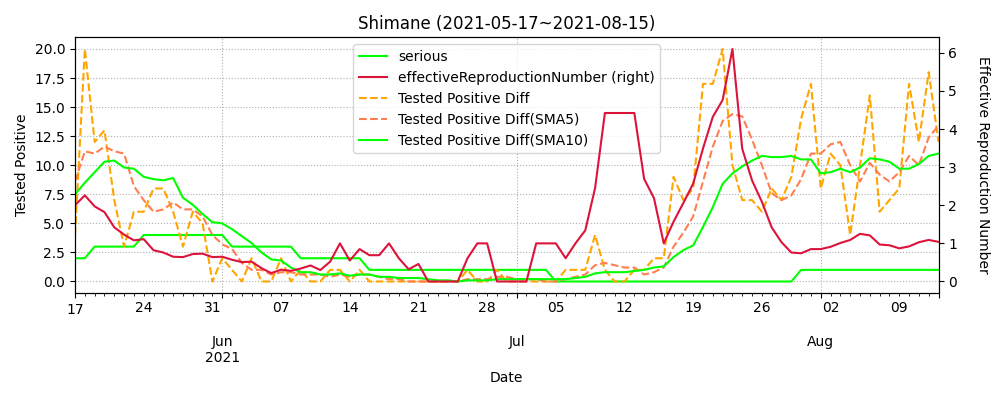 Shimane (2021-05-17~2021-08-15)
serious
effectiveReproductionNumber (right)
Tested Positive Diff
Tested Positive Diff(SMA5)
Tested Positive Diff(SMA10)
Tested Positive
20.0
17.5
15.0
12.5
10.0
7.5
5.0
2.5
0.0
Effective Reproduction Number
6
5
4
3
2
1
0
17 24 31 07 14 21 28 05 12 19 26 02 09
Jun Jul Aug
2021
Date